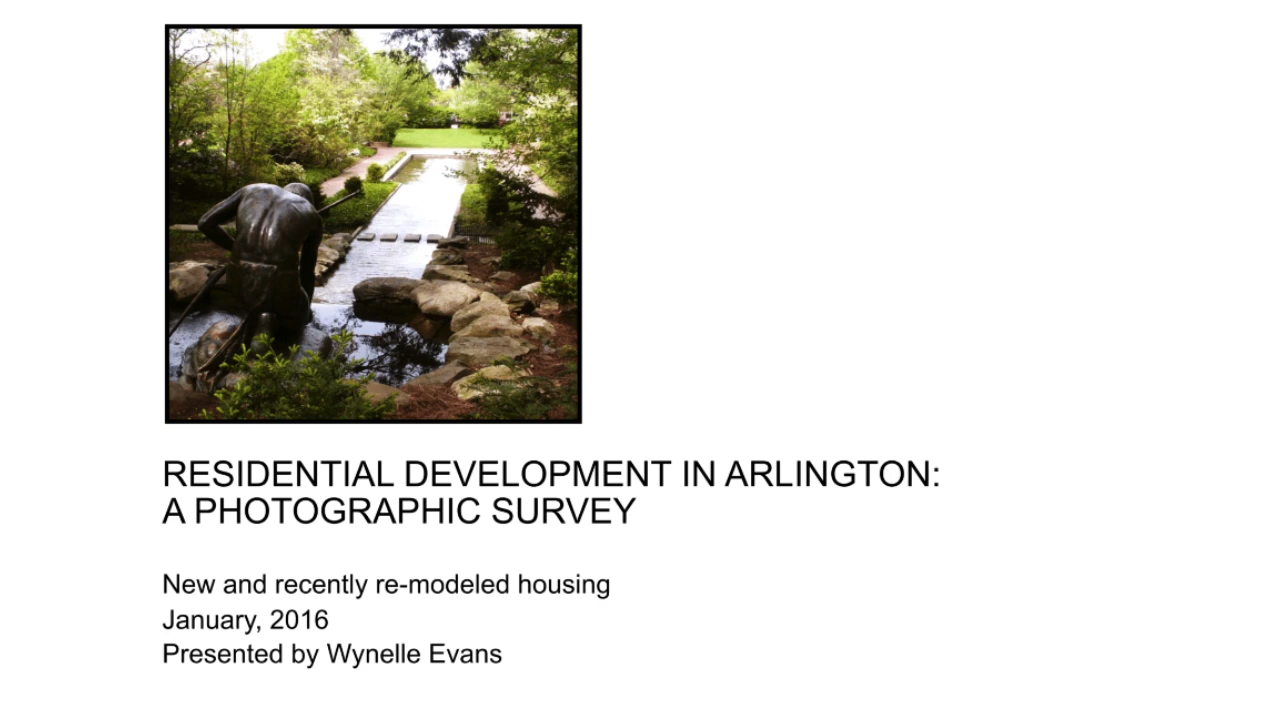 RESIDENTIAL DEVELOPMENT IN ARLINGTON:
A PHOTOGRAPHIC SURVEY
New and recently re-modeled housing
January, 2016
Presented by Wynelle Evans